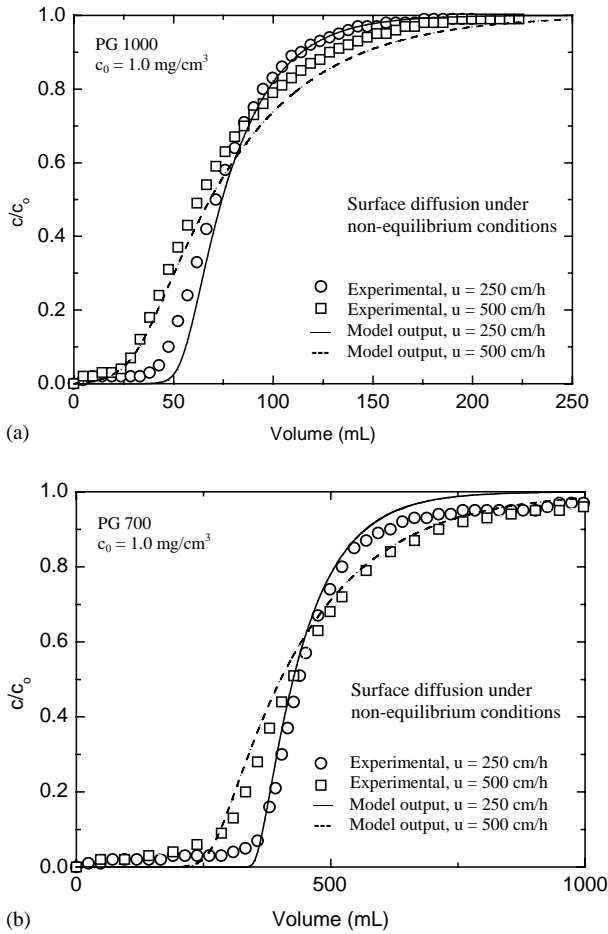 1.0
0.8
0.6
0.4
0.2
0.0
c/c₀
PG 1000
c₀ = 1.0 mg/cm³
Surface diffusion under
non-equilibrium conditions
Experimental, u = 250 cm/h
Experimental, u = 500 cm/h
Model output, u = 250 cm/h
Model output, u = 500 cm/h
0 50 100 150 200 250
(a)
Volume (mL)
1.0
0.8
0.6
0.4
0.2
0.0
c/c₀
PG 700
c₀ = 1.0 mg/cm³
Surface diffusion under
non-equilibrium conditions
Experimental, u = 250 cm/h
Experimental, u = 500 cm/h
Model output, u = 250 cm/h
Model output, u = 500 cm/h
0 500 1000
(b)
Volume (mL)